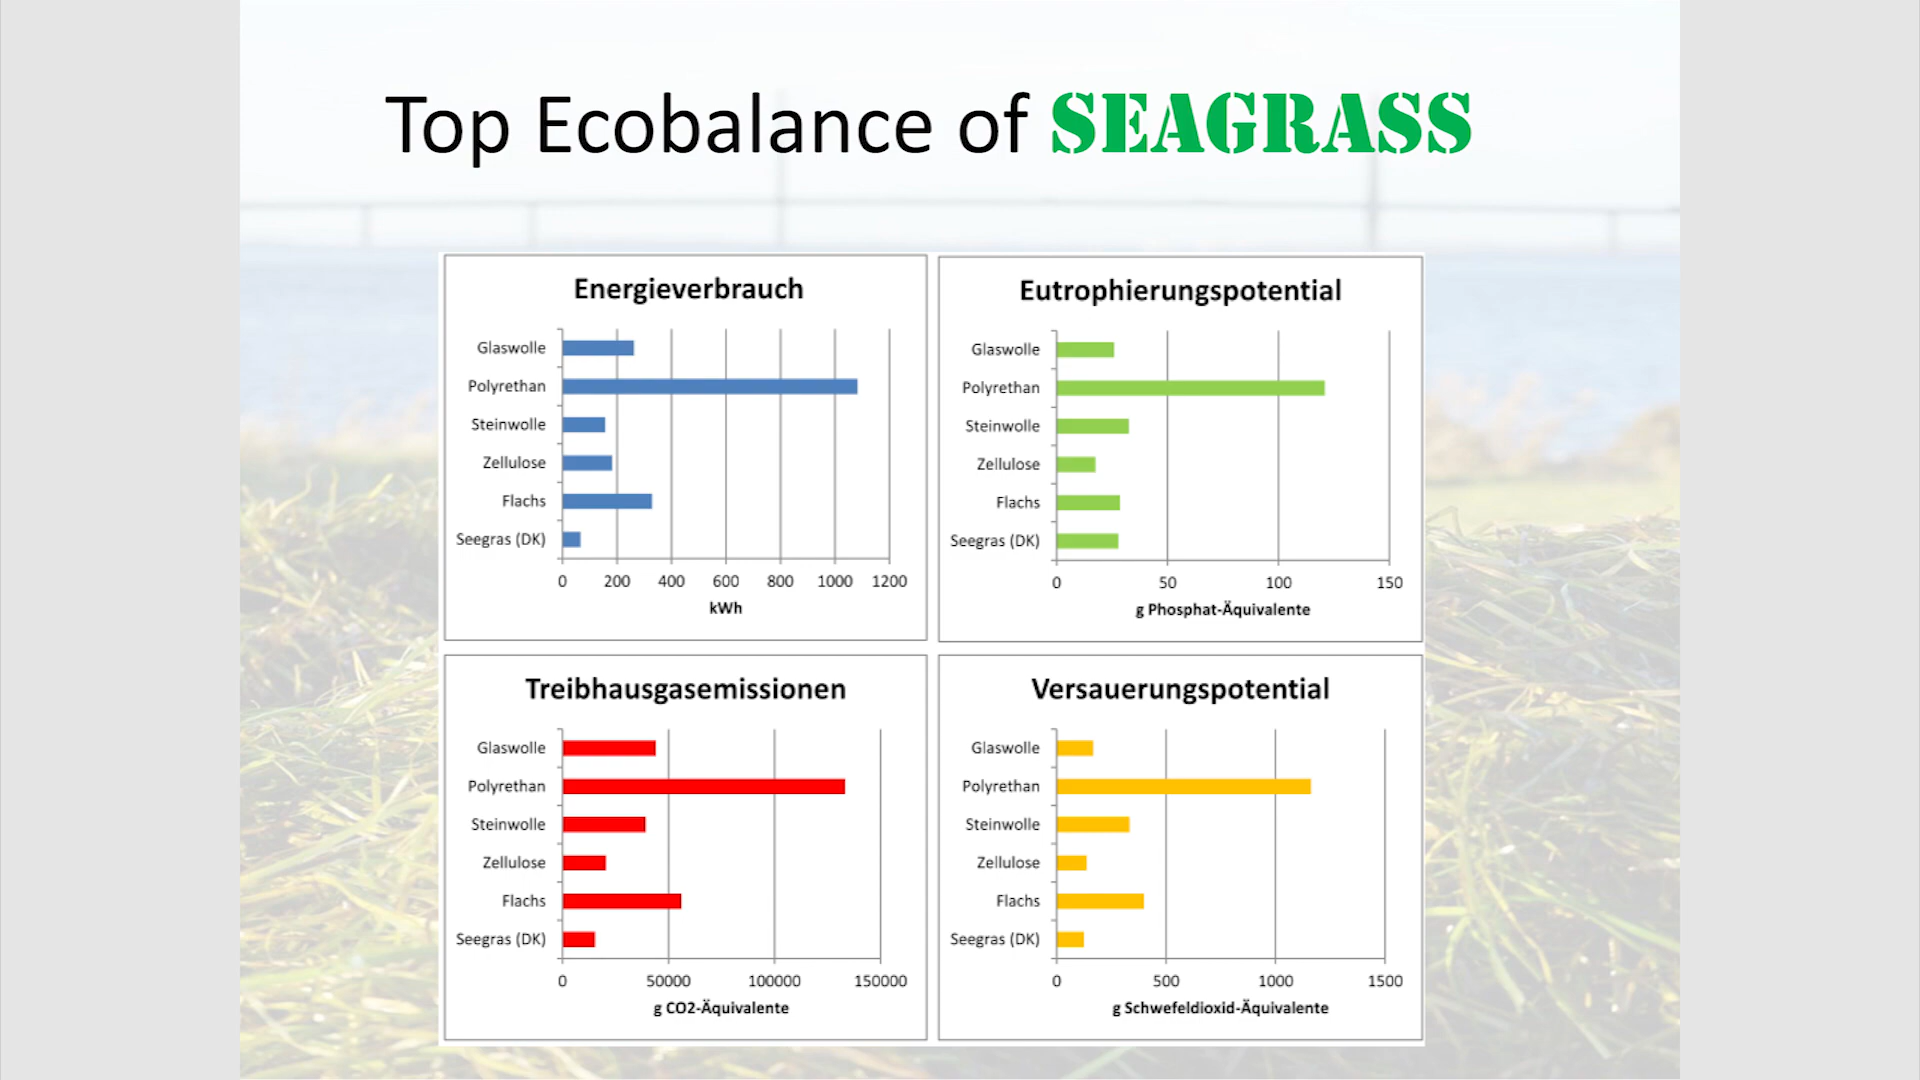 Top Ecobalance of SEAGRASS
Energieverbrauch
Glaswolle
Polyrethan
Steinwolle
Zellulose
Flachs
Seegras (DK)
0 200 400 600 800 1000 1200
kWh
Eutrophierungspotential
Glaswolle
Polyrethan
Steinwolle
Zellulose
Flachs
Seegras (DK)
0 50 100 150
g Phosphat-Äquivalente
Treibhausgasemissionen
Glaswolle
Polyrethan
Steinwolle
Zellulose
Flachs
Seegras (DK)
0 50000 100000 150000
g CO2-Äquivalente
Versauerungspotential
Glaswolle
Polyrethan
Steinwolle
Zellulose
Flachs
Seegras (DK)
0 500 1000 1500
g Schwefeldioxid-Äquivalente